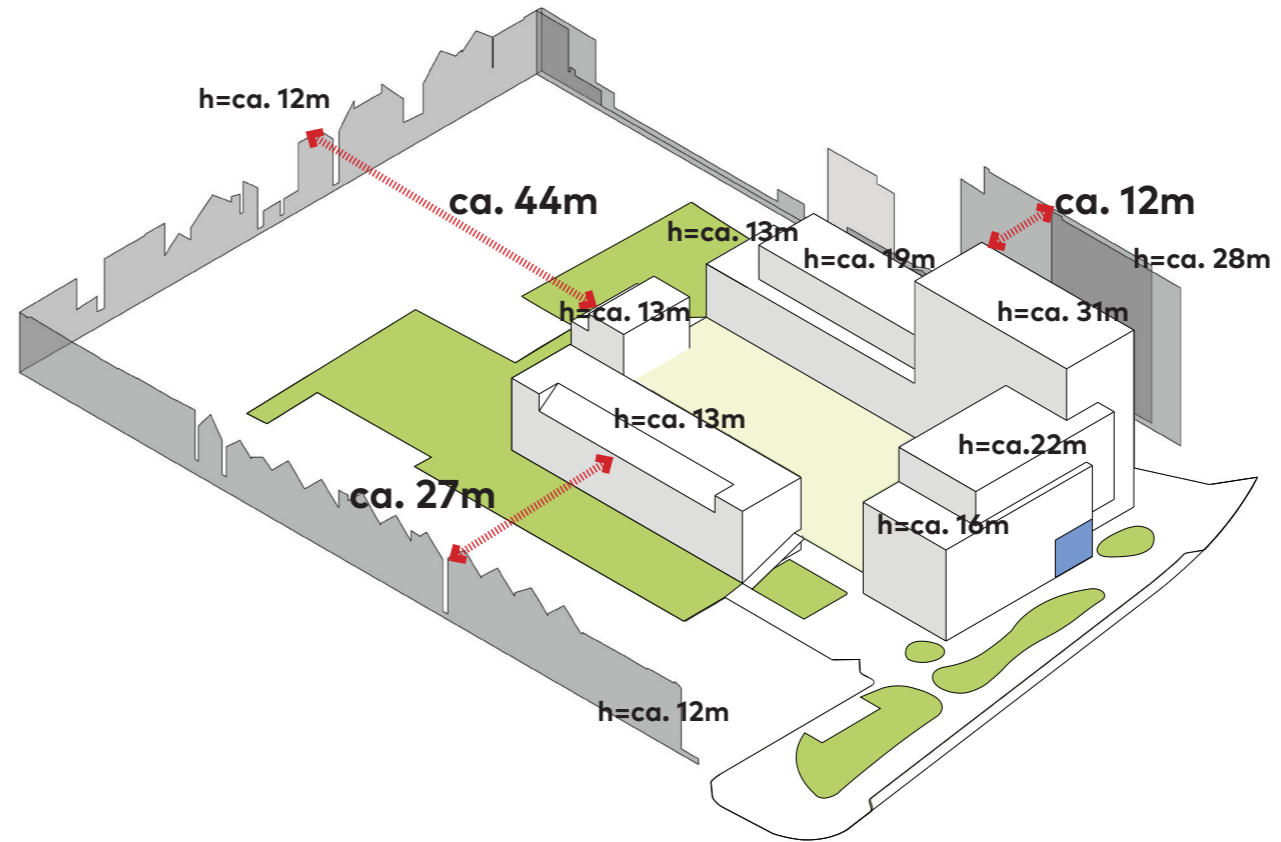 h=ca. 12m
ca. 44m
ca. 12m
h=ca. 13m
h=ca. 19m
h=ca. 28m
h=ca. 13m
h=ca. 31m
h=ca. 13m
h=ca.22m
ca. 27m
h=ca. 16m
h=ca. 12m